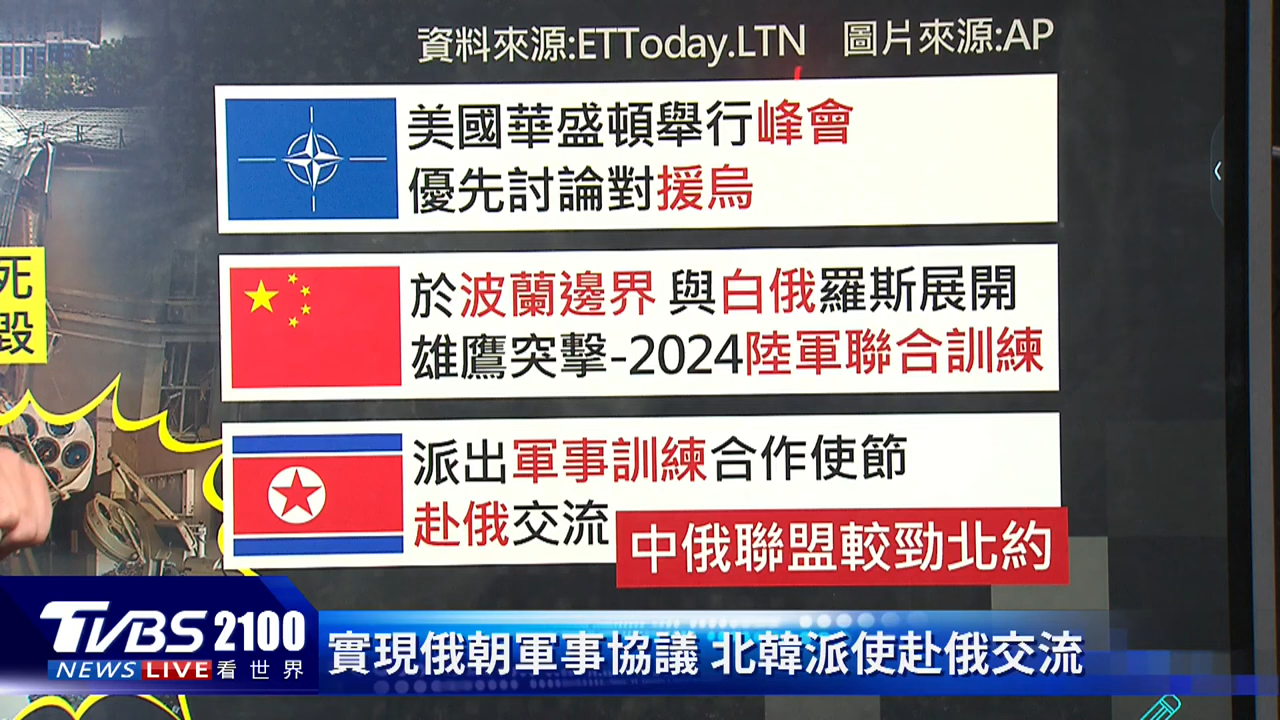 資料來源:ETToday.LTN 圖片來源:AP
美國華盛頓舉行峰會
優先討論對援烏
於波蘭邊界 與白俄羅斯展開
雄鷹突擊-2024陸軍聯合訓練
派出軍事訓練合作使節
赴俄交流
中俄聯盟較勁北約
死
毀
TVBS 2100
NEWS LIVE 看世界
實現俄朝軍事協議 北韓派使赴俄交流